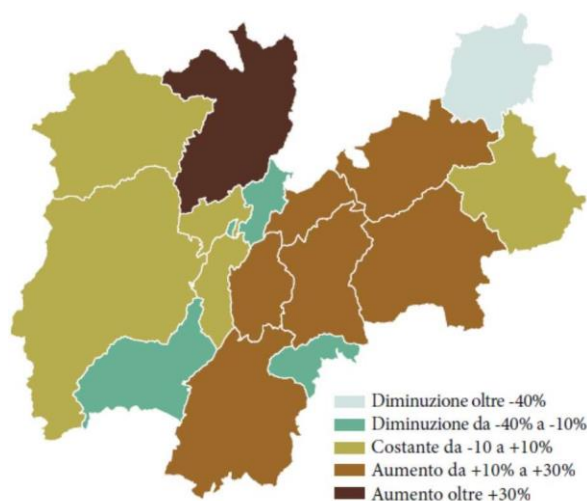 Diminuzione oltre -40%
Diminuzione da -40% a -10%
Costante da -10 a +10%
Aumento da +10% a +30%
Aumento oltre +30%